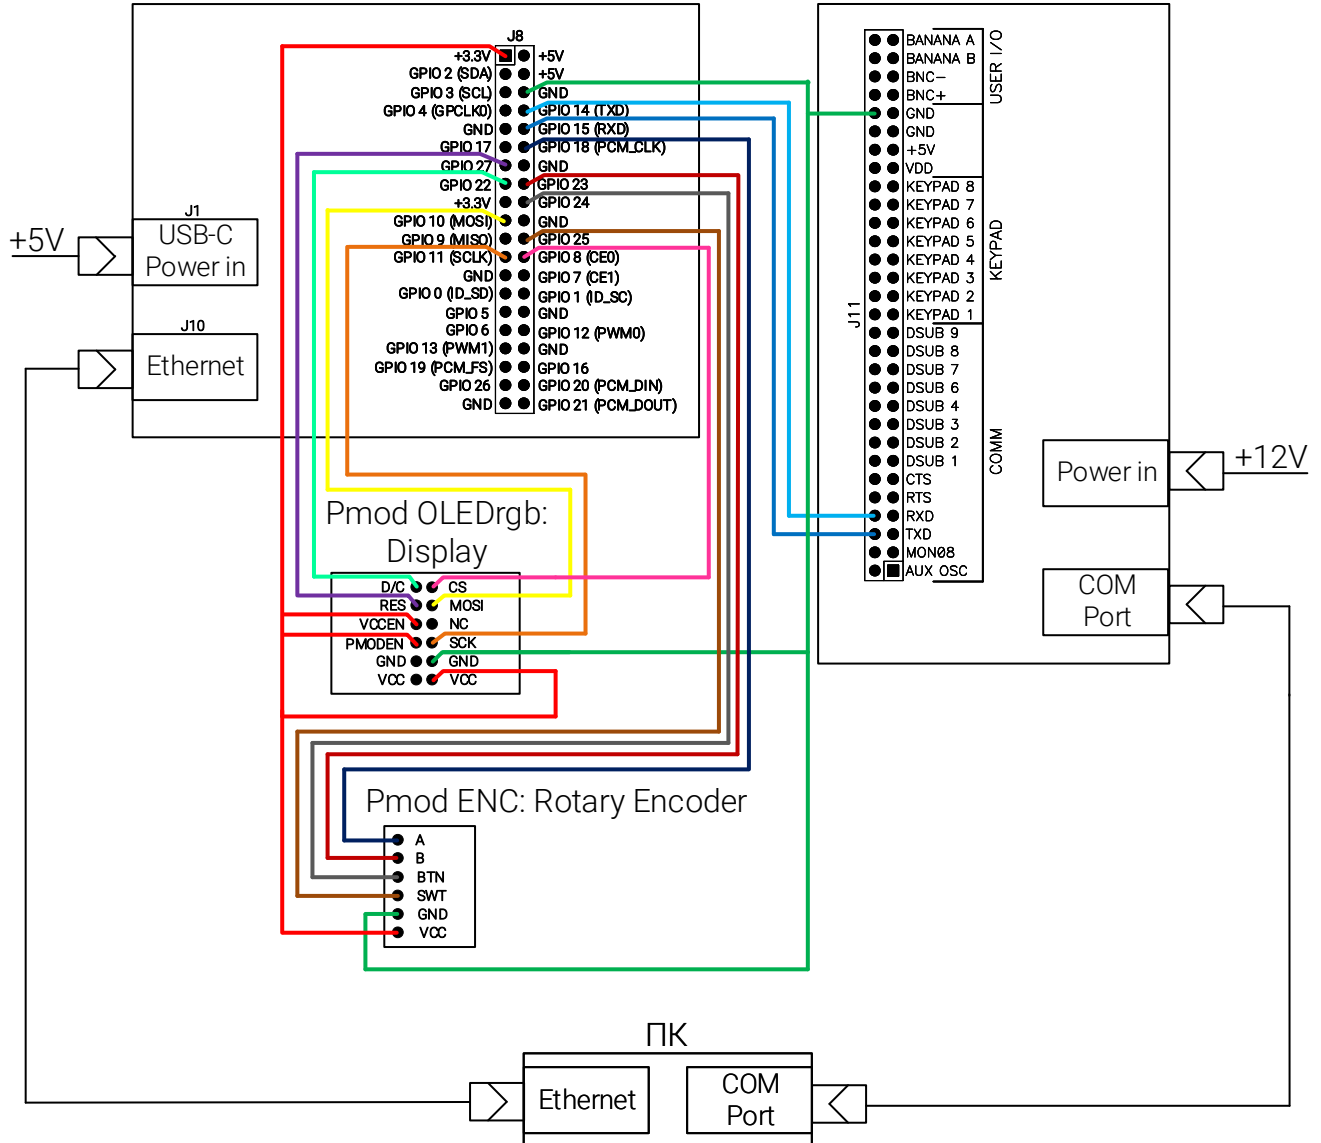 J8
+3.3V +5V
GPIO 2 (SDA) +5V
GPIO 3 (SCL) GND
GPIO 4 (GPCLK0) GPIO 14 (TXD)
GND GPIO 15 (RXD)
GPIO 17 GPIO 18 (PCM_CLK)
GPIO 27 GND
GPIO 22 GPIO 23
+3.3V GPIO 24
GPIO 10 (MOSI) GND
GPIO 9 (MISO) GPIO 25
GPIO 11 (SCLK) GPIO 8 (CE0)
GND GPIO 7 (CE1)
GPIO 0 (ID_SD) GPIO 1 (ID_SC)
GPIO 5 GND
GPIO 6 GPIO 12 (PWM0)
GPIO 13 (PWM1) GND
GPIO 19 (PCM_FS) GPIO 16
GPIO 26 GPIO 20 (PCM_DIN)
GND GPIO 21 (PCM_DOUT)
+5V
J1
USB-C
Power in
J10
Ethernet
J11
BANANA A
BANANA B
BNC-
BNC+
GND
GND
+5V
VDD
KEYPAD 8
KEYPAD 7
KEYPAD 6
KEYPAD 5
KEYPAD 4
KEYPAD 3
KEYPAD 2
KEYPAD 1
DSUB 9
DSUB 8
DSUB 7
DSUB 6
DSUB 4
DSUB 3
DSUB 2
DSUB 1
CTS
RTS
RXD
TXD
MON08
AUX OSC
USER I/O
KEYPAD
COMM
Power in
+12V
COM
Port
Pmod OLEDrgb:
Display
D/C CS
RES MOSI
VCCEN NC
PMODEN SCK
GND GND
VCC VCC
Pmod ENC: Rotary Encoder
A
B
BTN
SWT
GND
VCC
ПК
Ethernet
COM
Port